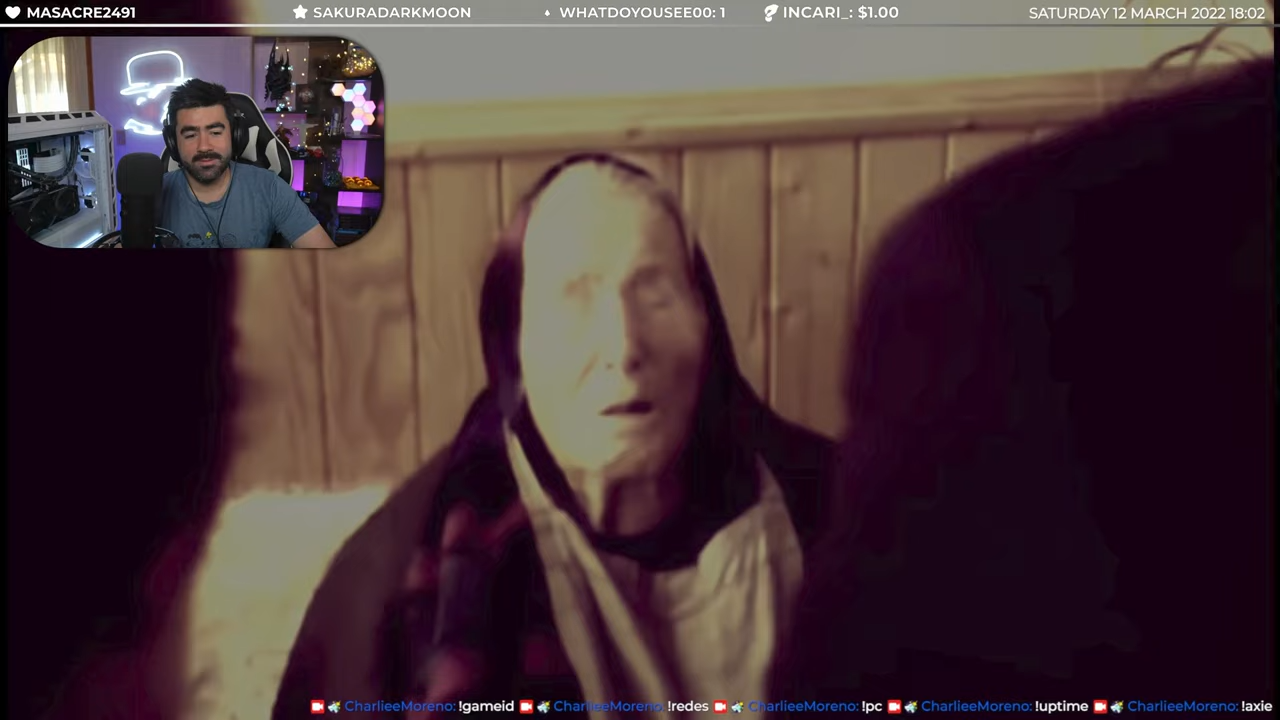 MASACRE2491 SAKURADARKMOON WHATDOYOUSEE00: 1 INCARI_: $1.00 SATURDAY 12 MARCH 2022 18:02
CharlieeMoreno: !gameid CharlieeMoreno: !redes CharlieeMoreno: !pc CharlieeMoreno: !uptime CharlieeMoreno: !axie